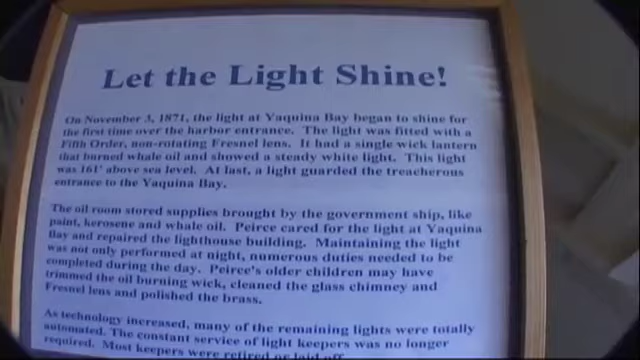 Let the Light Shine!
On November 3, 1871, the light at Yaquina Bay began to shine for
the first time over the harbor entrance. The light was fitted with a
Fifth Order, non-rotating Fresnel lens. It had a single wick lantern
that burned whale oil and showed a steady white light. This light
was 161' above sea level. At last, a light guarded the treacherous
entrance to the Yaquina Bay.
The oil room stored supplies brought by the government ship, like
paint, kerosene and whale oil. Peirce cared for the light at Yaquina
Bay and repaired the lighthouse building. Maintaining the light
was not only performed at night, numerous duties needed to be
completed during the day. Peirce's older children may have
trimmed the oil burning wick, cleaned the glass chimney and
Fresnel lens and polished the brass.
As technology increased, many of the remaining lights were totally
automated. The constant service of light keepers was no longer
required. Most keepers were retired or laid off